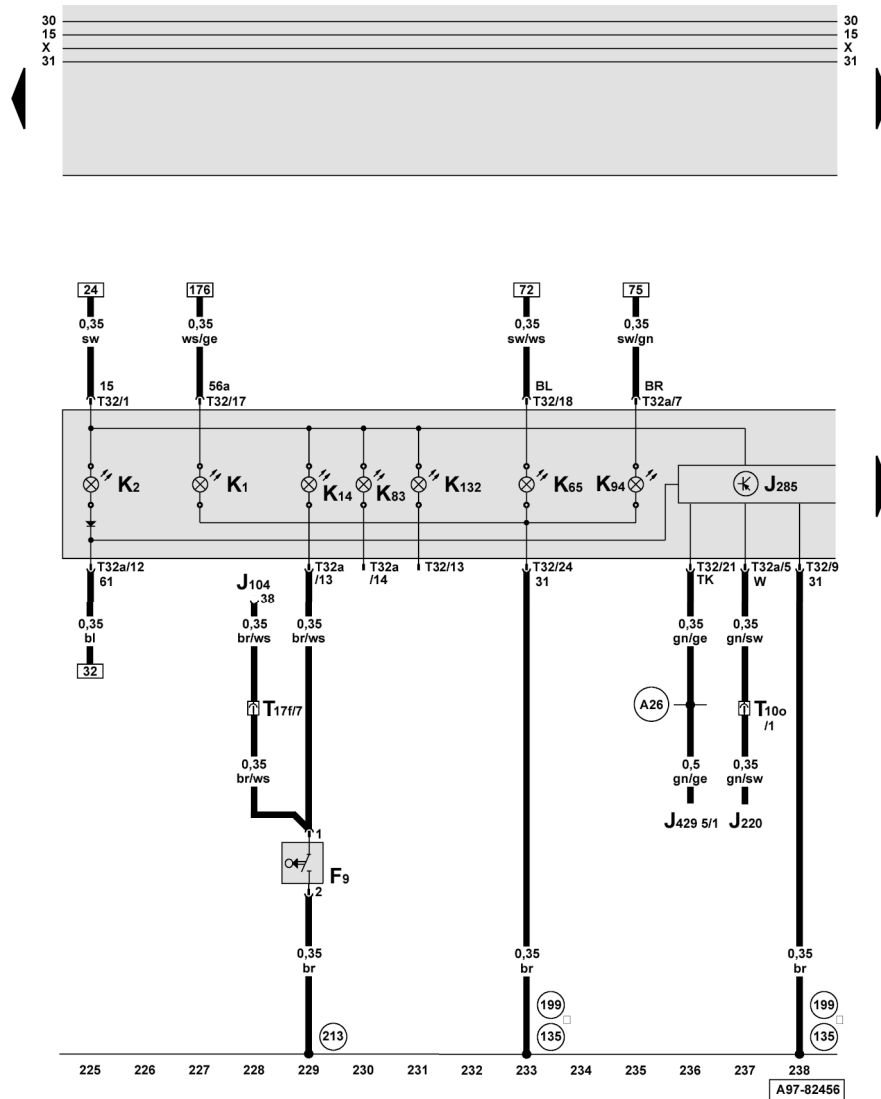 30 30
15 15
X X
31 31
24 176 72 75
0,35 0,35 0,35 0,35
sw ws/ge sw/ws sw/gn
15 56a BL BR
T32/1 T32/17 T32/18 T32a/7
K2 K1 K14 K83 K132 K65 K94 J285
T32a/12 T32a T32a T32/13 T32/24 T32/21 T32a/5 T32/9
61 /13 /14 31 TK W 31
J104
38
0,35 0,35 0,35 0,35 0,35
bl br/ws br/ws gn/ge gn/sw
32
T17f/7 A26 T10o
/1
0,35 0,5 0,35
br/ws gn/ge gn/sw
J429 5/1 J220
1
F9
2
0,35 0,35 0,35
br br br
199 199
213 135 135
225 226 227 228 229 230 231 232 233 234 235 236 237 238
A97-82456